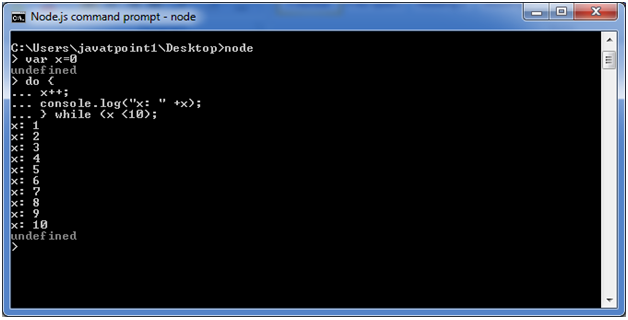 Node.js command prompt - node
C:\Users\javatpoint1\Desktop>node
> var x=0
undefined
> do {
... x++;
... console.log("x: " +x);
... } while (x <10);
x: 1
x: 2
x: 3
x: 4
x: 5
x: 6
x: 7
x: 8
x: 9
x: 10
undefined
>